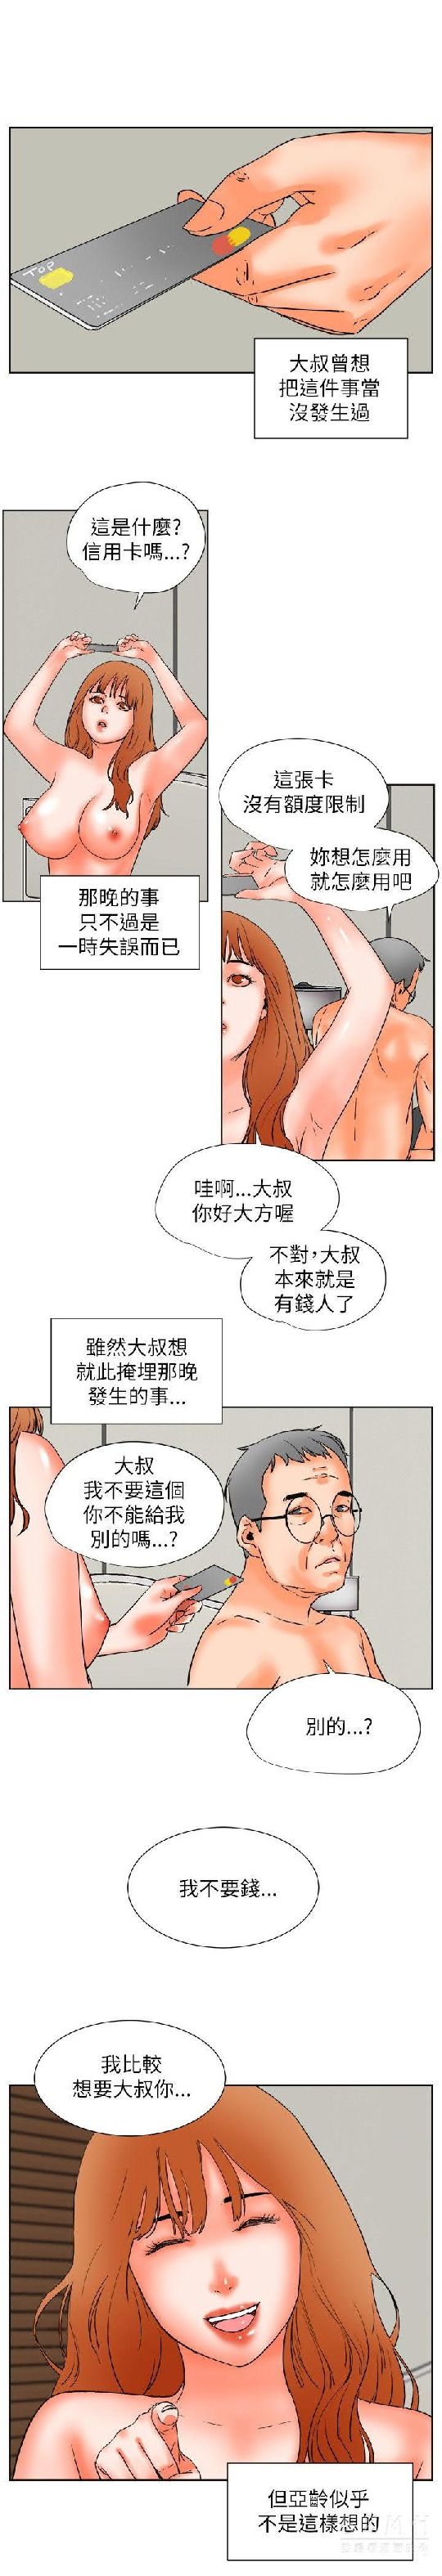 TOP
大叔曾想
把這件事當
沒發生過
這是什麼?
信用卡嗎...?
那晚的事
只不過是
一時失誤而已
這張卡
沒有額度限制
妳想怎麼用
就怎麼用吧
哇啊...大叔
你好大方喔
不對,大叔
本來就是
有錢人了
雖然大叔想
就此掩埋那晚
發生的事...
大叔
我不要這個
你不能給我
別的嗎...?
別的...?
我不要錢...
我比較
想要大叔你...
但亞齡似乎
不是這樣想的